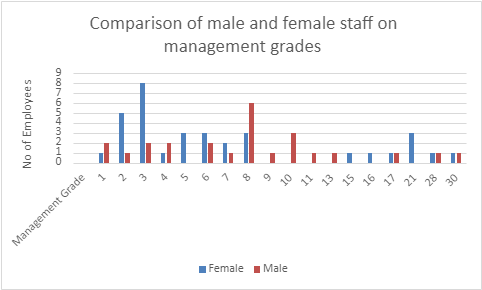 Comparison of male and female staff on
management grades
No of Employees
9
8
7
6
5
4
3
2
1
0
Management Grade 1 2 3 4 5 6 7 8 9 10 11 13 15 16 17 21 28 30
Female Male